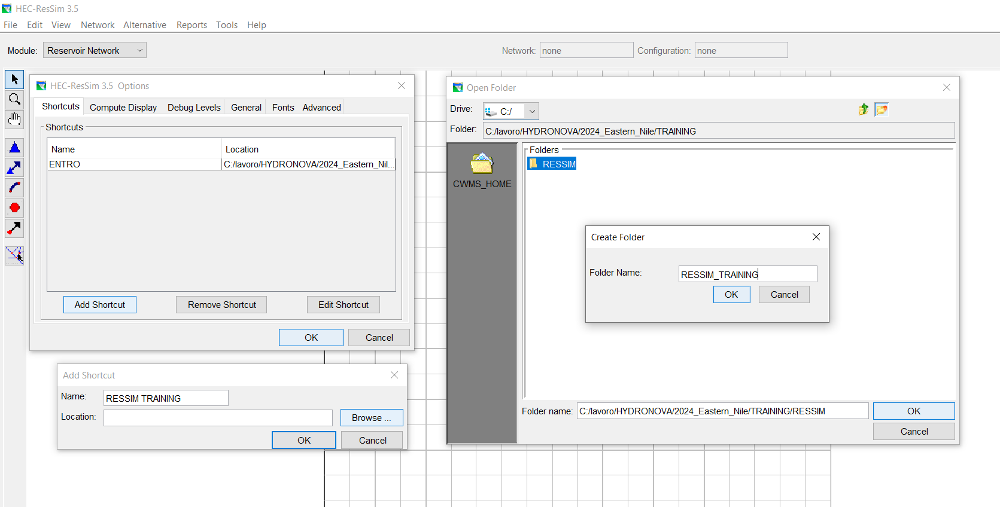 HEC-ResSim 3.5
File Edit View Network Alternative Reports Tools Help
Module: Reservoir Network Network: none Configuration: none
HEC-ResSim 3.5 Options
Shortcuts Compute Display Debug Levels General Fonts Advanced
Shortcuts
Name Location
ENTRO C:/lavoro/HYDRONOVA/2024_Eastern_Nil...
Add Shortcut Remove Shortcut Edit Shortcut
OK Cancel
Add Shortcut
Name: RESSIM TRAINING
Location: Browse ...
OK Cancel
Open Folder
Drive: C:/
Folder: C:/lavoro/HYDRONOVA/2024_Eastern_Nile/TRAINING
CWMS_HOME
Folders
RESSIM
Create Folder
Folder Name: RESSIM_TRAINING
OK Cancel
Folder name: C:/lavoro/HYDRONOVA/2024_Eastern_Nile/TRAINING/RESSIM OK
Cancel